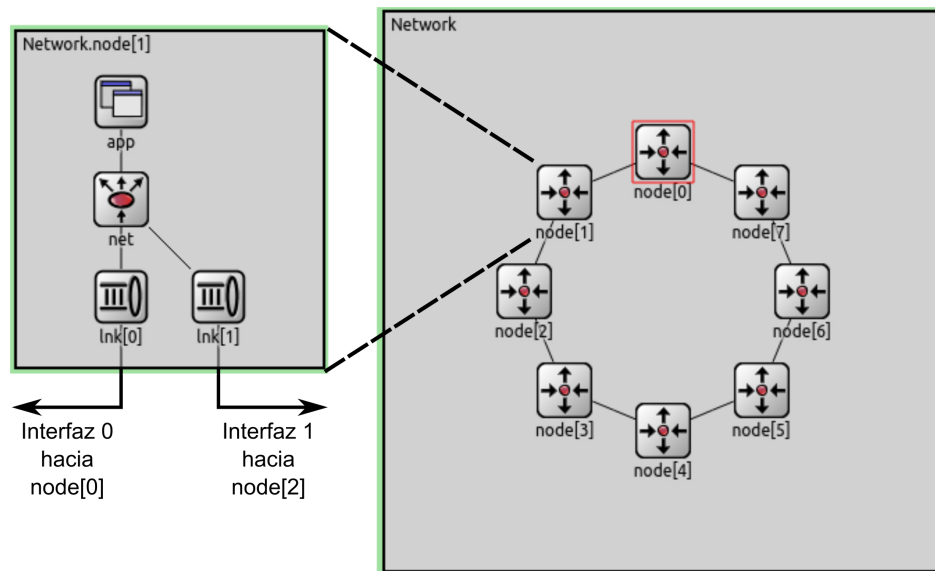 Network.node[1]
app
net
lnk[0]
lnk[1]
Interfaz 0
hacia
node[0]
Interfaz 1
hacia
node[2]
Network
node[0]
node[1]
node[7]
node[2]
node[6]
node[3]
node[5]
node[4]